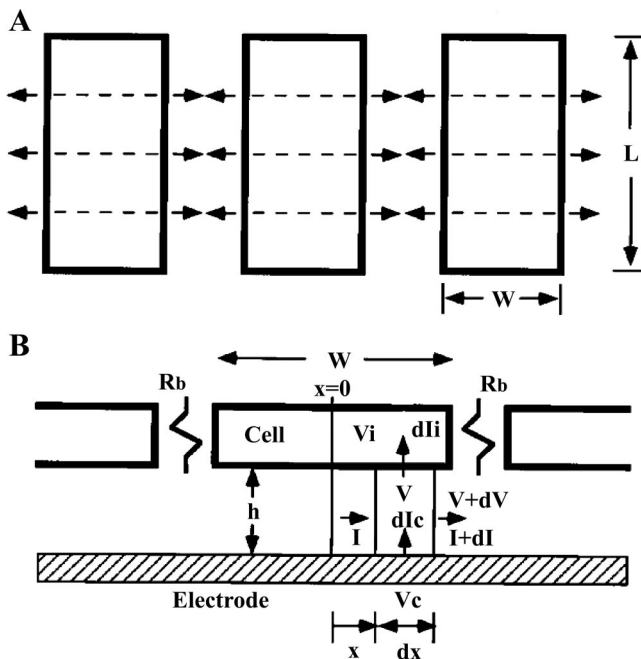 A
L
W
B
W
Rb
x=0
Rb
Cell
Vi
dIi
h
V
V+dV
dIc
I
I+dI
Electrode
Vc
x
dx